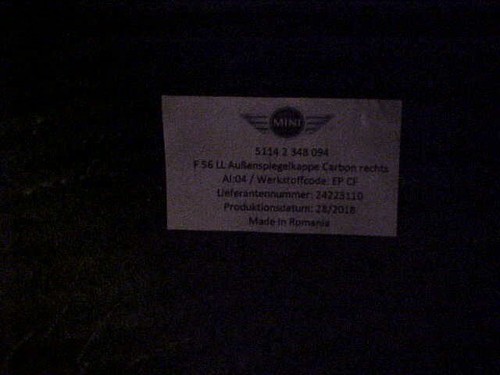 MINI
5114 2 348 094
F 56 LL Außenspiegelkappe Carbon rechts
AI:04 / Werkstoffcode: EP CF
Lieferantennummer: 24223110
Produktionsdatum: 28/2018
Made in Romania